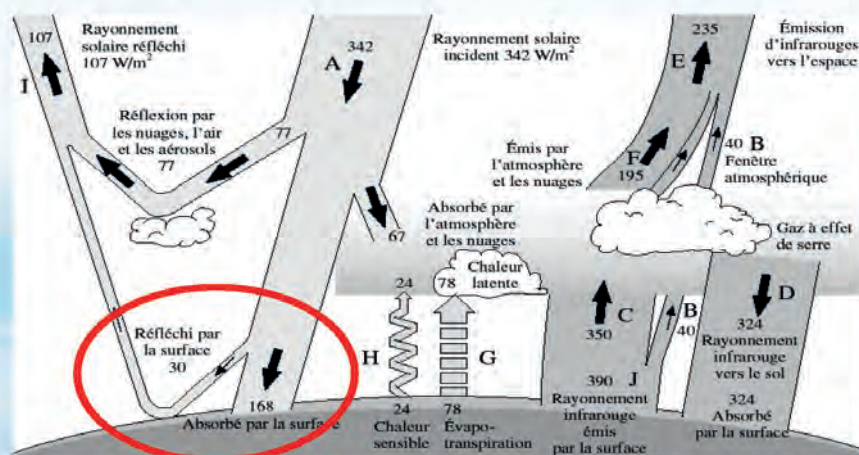 107
Rayonnement
solaire réfléchi
107 W/m²
I
A
342
Rayonnement solaire
incident 342 W/m²
235
E
Émission
d'infrarouges
vers l'espace
Réflexion par
les nuages, l'air
et les aérosols
77
77
Émis par
l'atmosphère
et les nuages
F
195
40 B
Fenêtre
atmosphérique
Absorbé par
l'atmosphère
et les nuages
67
Gaz à effet
de serre
24
78
Chaleur
latente
H
G
C
350
B
40
D
324
Rayonnement
infrarouge
vers le sol
Réfléchi par
la surface
30
168
Absorbé par la surface
24
Chaleur
sensible
78
Évapo-
transpiration
390
J
Rayonnement
infrarouge
émis
par la surface
324
Absorbé
par la surface